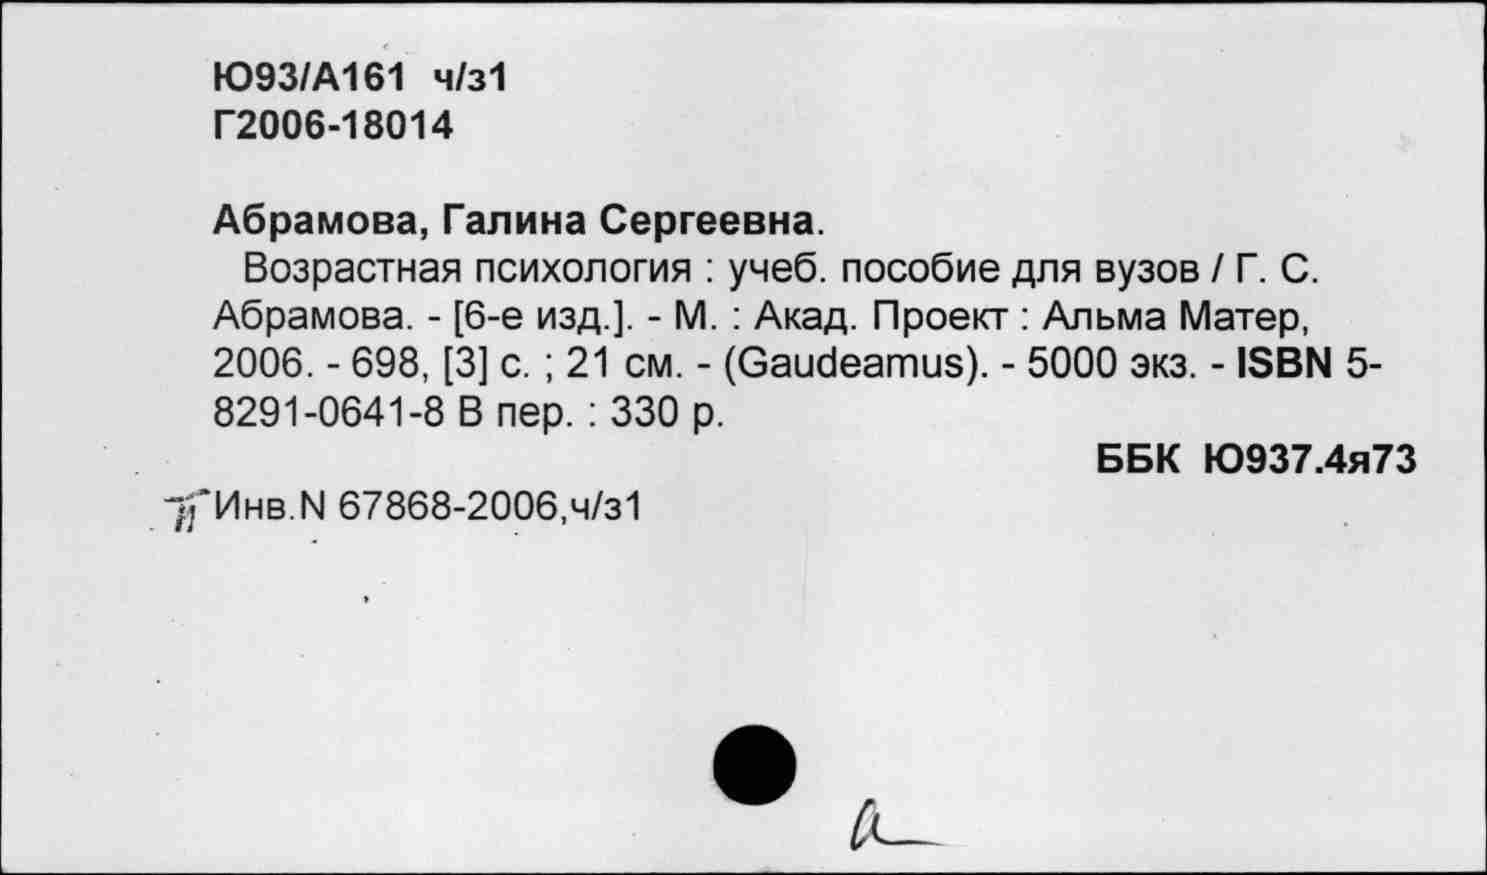 Ю93/А161 ч/з1
Г2006-18014
Абрамова, Галина Сергеевна.
Возрастная психология : учеб. пособие для вузов / Г. С.
Абрамова. - [6-е изд.]. - М. : Акад. Проект : Альма Матер,
2006. - 698, [3] с. ; 21 см. - (Gaudeamus). - 5000 экз. - ISBN 5-
8291-0641-8 В пер. : 330 р.
ББК Ю937.4я73
Инв.N 67868-2006,ч/з1
а